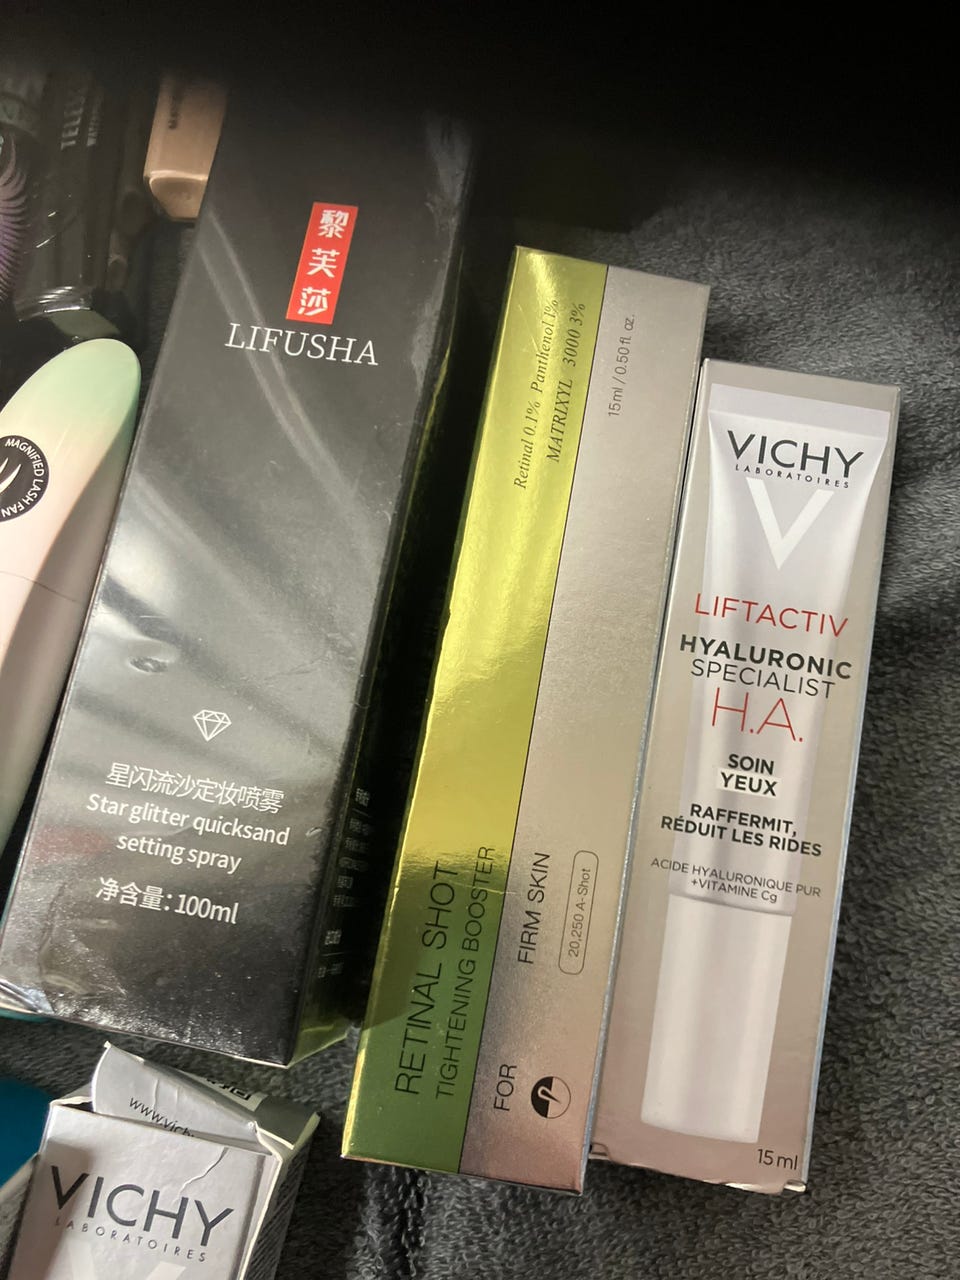 MAGNIFIED LASH FAN
黎芙莎
LIFUSHA
星闪流沙定妆喷雾
Star glitter quicksand
setting spray
净含量：100ml
Retinal 0.1% Panthenol 1%
MATRIXYL 3000 3%
15ml / 0.50 fl. oz.
RETINAL SHOT
TIGHTENING BOOSTER
FOR FIRM SKIN
20,250 A-Shot
VICHY
LABORATOIRES
LIFTACTIV
HYALURONIC
SPECIALIST
H.A.
SOIN
YEUX
RAFFERMIT,
RÉDUIT LES RIDES
ACIDE HYALURONIQUE PUR
+VITAMINE Cg
15 ml
VICHY
LABORATOIRES